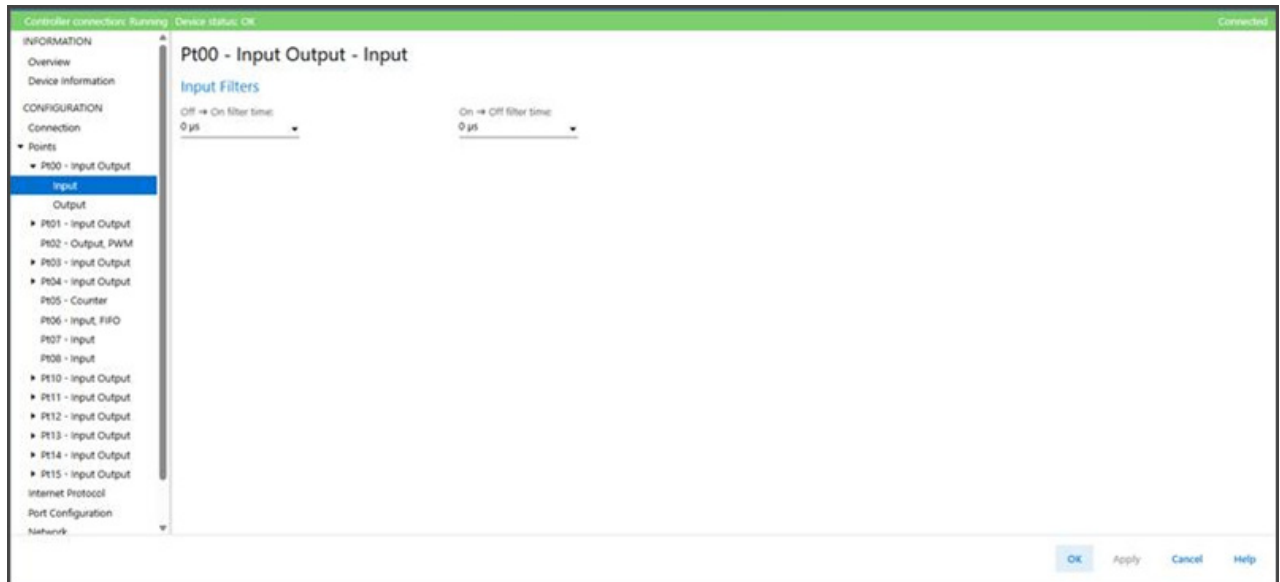 Controller connection: Running Device status: OK Connected
INFORMATION
Overview
Device Information
CONFIGURATION
Connection
Points
Pt00 - Input Output
Input
Output
Pt01 - Input Output
Pt02 - Output, PWM
Pt03 - Input Output
Pt04 - Input Output
Pt05 - Counter
Pt06 - Input, FIFO
Pt07 - Input
Pt08 - Input
Pt10 - Input Output
Pt11 - Input Output
Pt12 - Input Output
Pt13 - Input Output
Pt14 - Input Output
Pt15 - Input Output
Internet Protocol
Port Configuration
Network
Pt00 - Input Output - Input
Input Filters
Off → On filter time:
0 µs
On → Off filter time:
0 µs
OK Apply Cancel Help